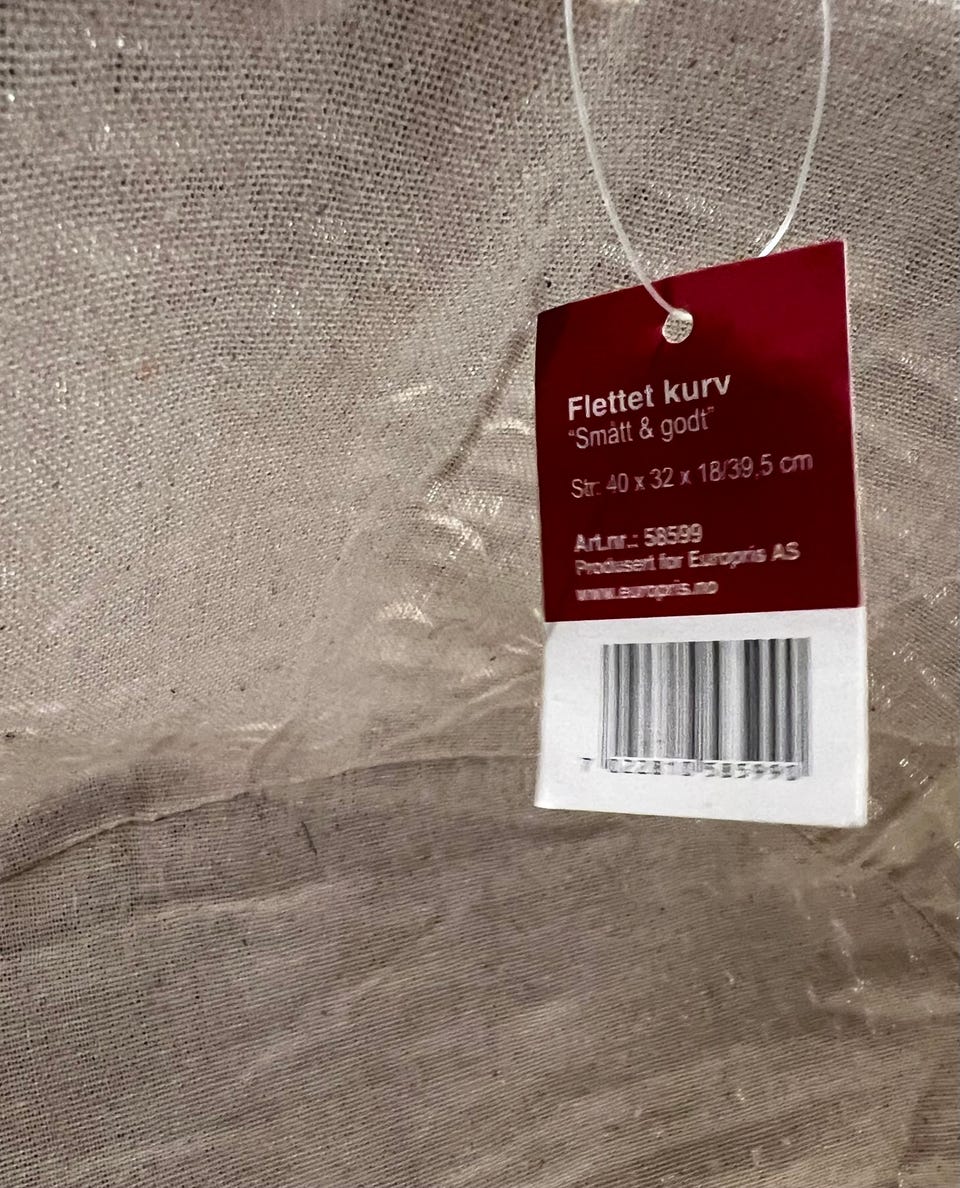 Flettet kurv
"Smått & godt"
Str: 40 x 32 x 18/39,5 cm
Art.nr.: 58599
Produsert for Europris AS
www.europris.no